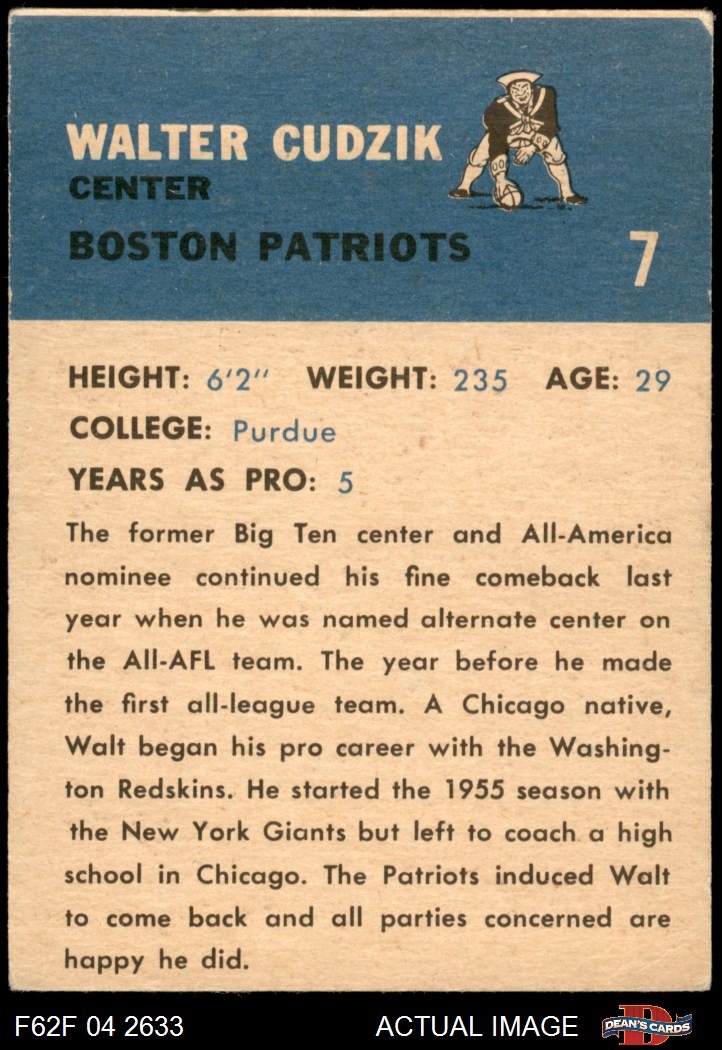 WALTER CUDZIK
CENTER
BOSTON PATRIOTS
7
HEIGHT: 6'2" WEIGHT: 235 AGE: 29
COLLEGE: Purdue
YEARS AS PRO: 5
The former Big Ten center and All-America
nominee continued his fine comeback last
year when he was named alternate center on
the All-AFL team. The year before he made
the first all-league team. A Chicago native,
Walt began his pro career with the Washing-
ton Redskins. He started the 1955 season with
the New York Giants but left to coach a high
school in Chicago. The Patriots induced Walt
to come back and all parties concerned are
happy he did.
F62F 04 2633 ACTUAL IMAGE D DEAN'S CARDS